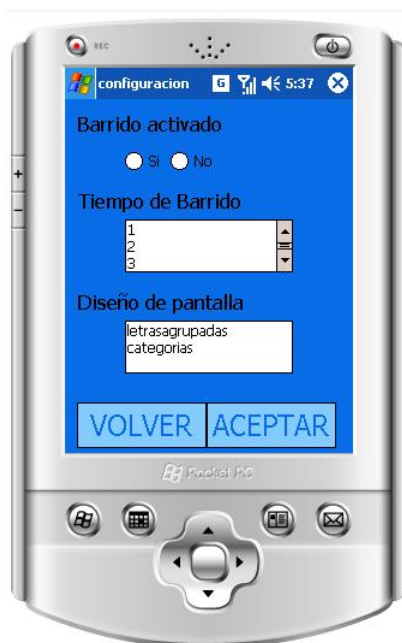 REC
configuracion G 5:37
Barrido activado
Si No
Tiempo de Barrido
1
2
3
Diseño de pantalla
letrasagrupadas
categorias
VOLVER ACEPTAR
Pocket PC
+
-